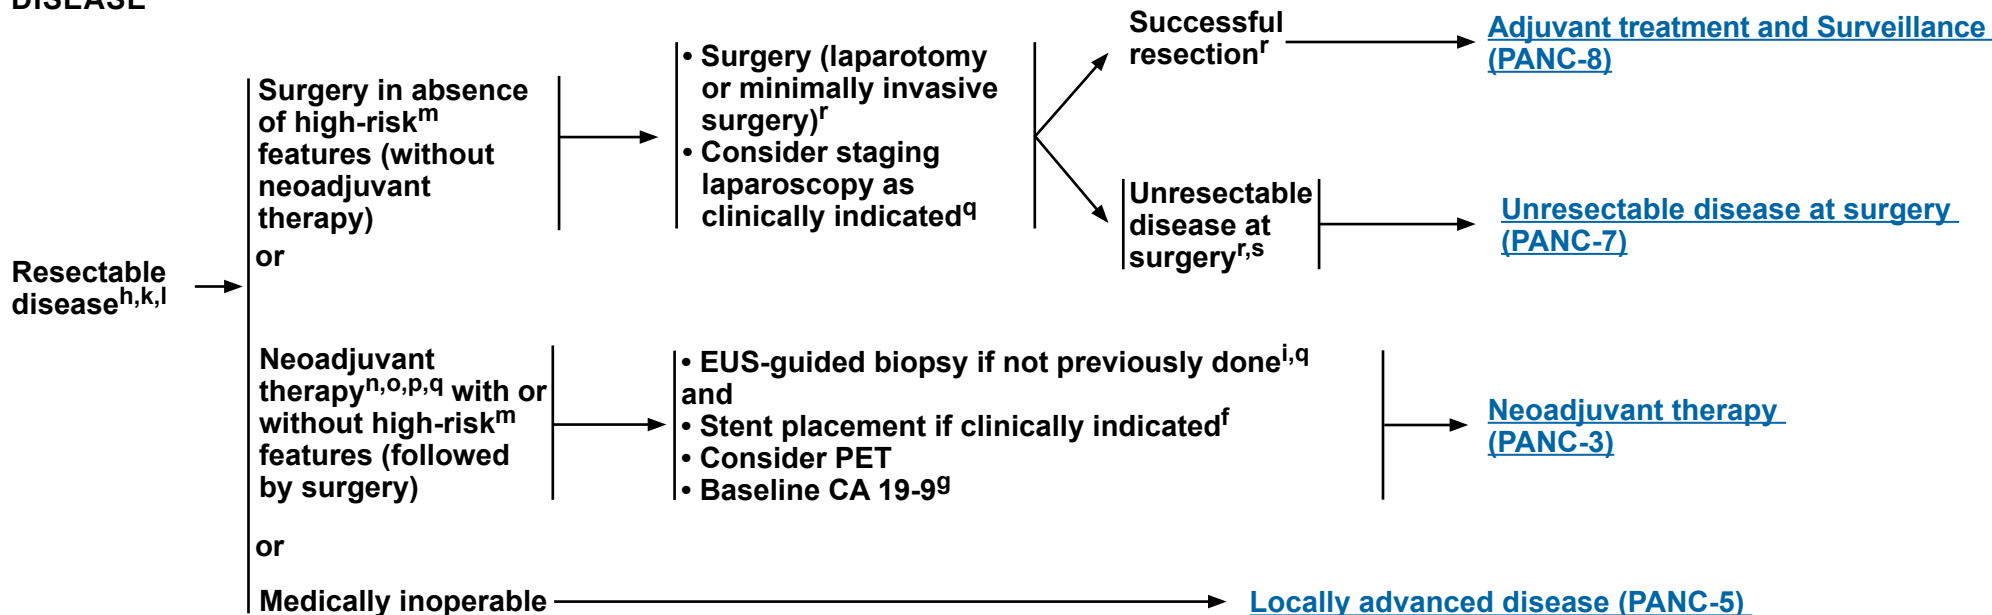 DISEASE
Resectable
disease^h,k,l
Surgery in absence
of high-risk^m
features (without
neoadjuvant
therapy)
or
Neoadjuvant
therapy^n,o,p,q with or
without high-risk^m
features (followed
by surgery)
or
Medically inoperable
• Surgery (laparotomy
or minimally invasive
surgery)^r
• Consider staging
laparoscopy as
clinically indicated^q
Successful
resection^r
Adjuvant treatment and Surveillance
(PANC-8)
Unresectable
disease at
surgery^r,s
Unresectable disease at surgery
(PANC-7)
• EUS-guided biopsy if not previously done^i,q
and
• Stent placement if clinically indicated^f
• Consider PET
• Baseline CA 19-9^g
Neoadjuvant therapy
(PANC-3)
Locally advanced disease (PANC-5)